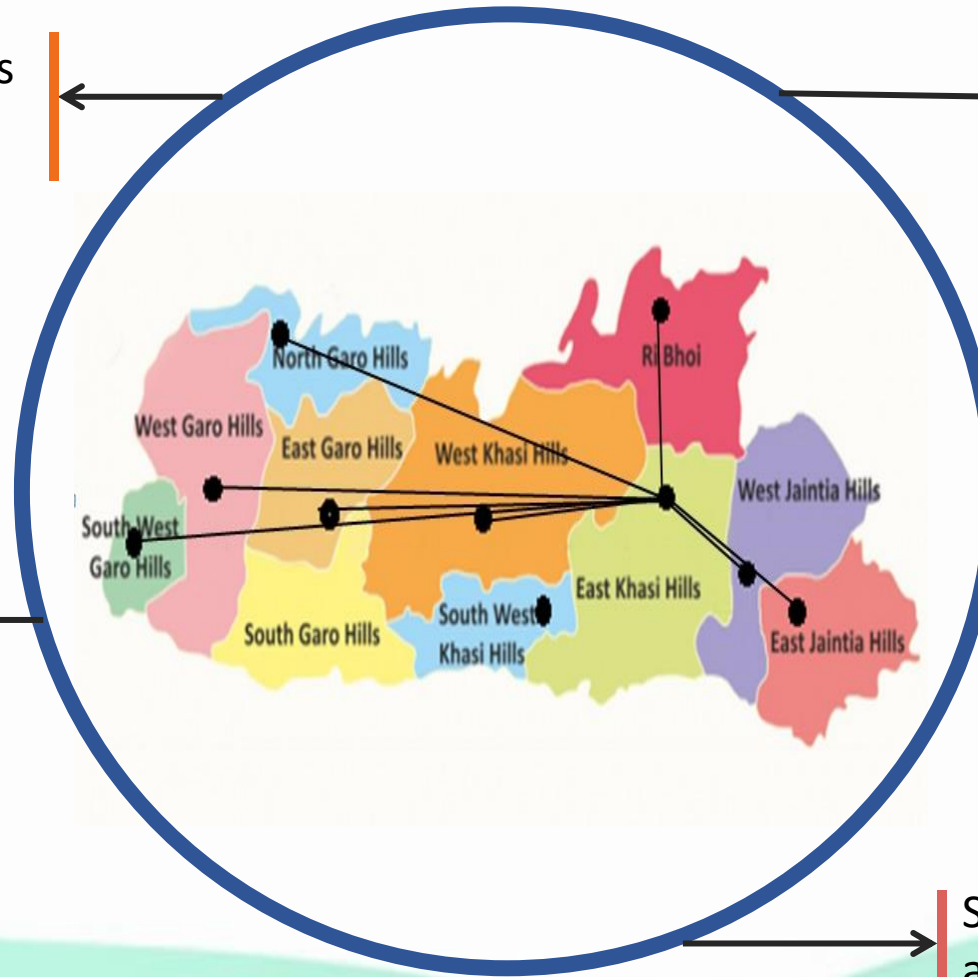 s
North Garo Hills
Ri Bhoi
West Garo Hills
East Garo Hills
West Khasi Hills
West Jaintia Hills
South West
Garo Hills
East Khasi Hills
South West
Khasi Hills
South Garo Hills
East Jaintia Hills
S